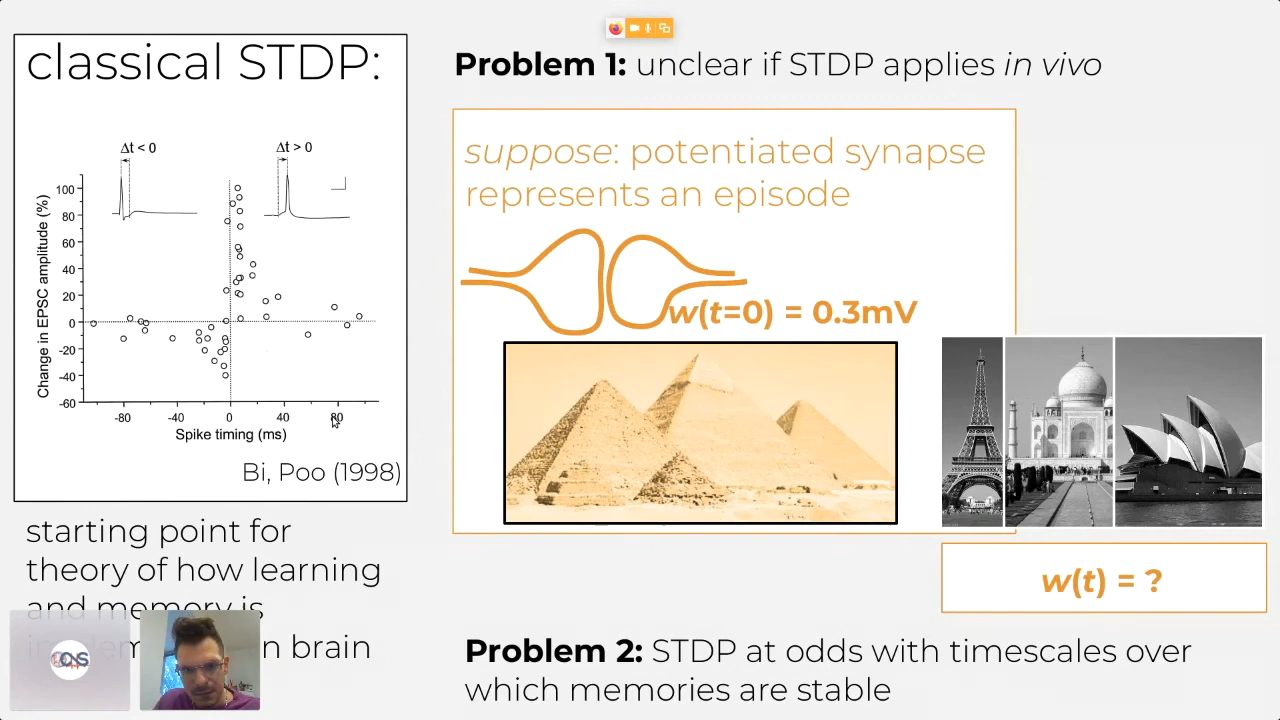 classical STDP:
Δt < 0
Δt > 0
Change in EPSC amplitude (%)
100
80
60
40
20
0
-20
-40
-60
-80
-40
0
40
80
Spike timing (ms)
Bi, Poo (1998)
starting point for
theory of how learning
and memory is
n brain
Problem 1: unclear if STDP applies in vivo
suppose: potentiated synapse
represents an episode
w(t=0) = 0.3mV
w(t) = ?
Problem 2: STDP at odds with timescales over
which memories are stable